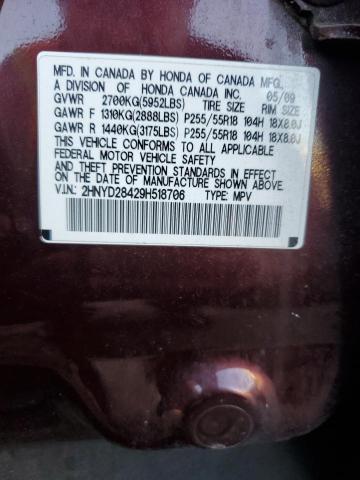 MFD. IN CANADA BY HONDA OF CANADA MFG.,
A DIVISION OF HONDA CANADA INC. 05/09
GVWR 2700KG(5952LBS) TIRE SIZE RIM SIZE
GAWR F 1310KG(2888LBS) P255/55R18 104H 18X8.0J
GAWR R 1440KG(3175LBS) P255/55R18 104H 18X8.0J
THIS VEHICLE CONFORMS TO ALL APPLICABLE
FEDERAL MOTOR VEHICLE SAFETY
AND THEFT PREVENTION STANDARDS IN EFFECT
ON THE DATE OF MANUFACTURE SHOWN ABOVE.
V.I.N.: 2HNYD28429H518706 TYPE: MPV